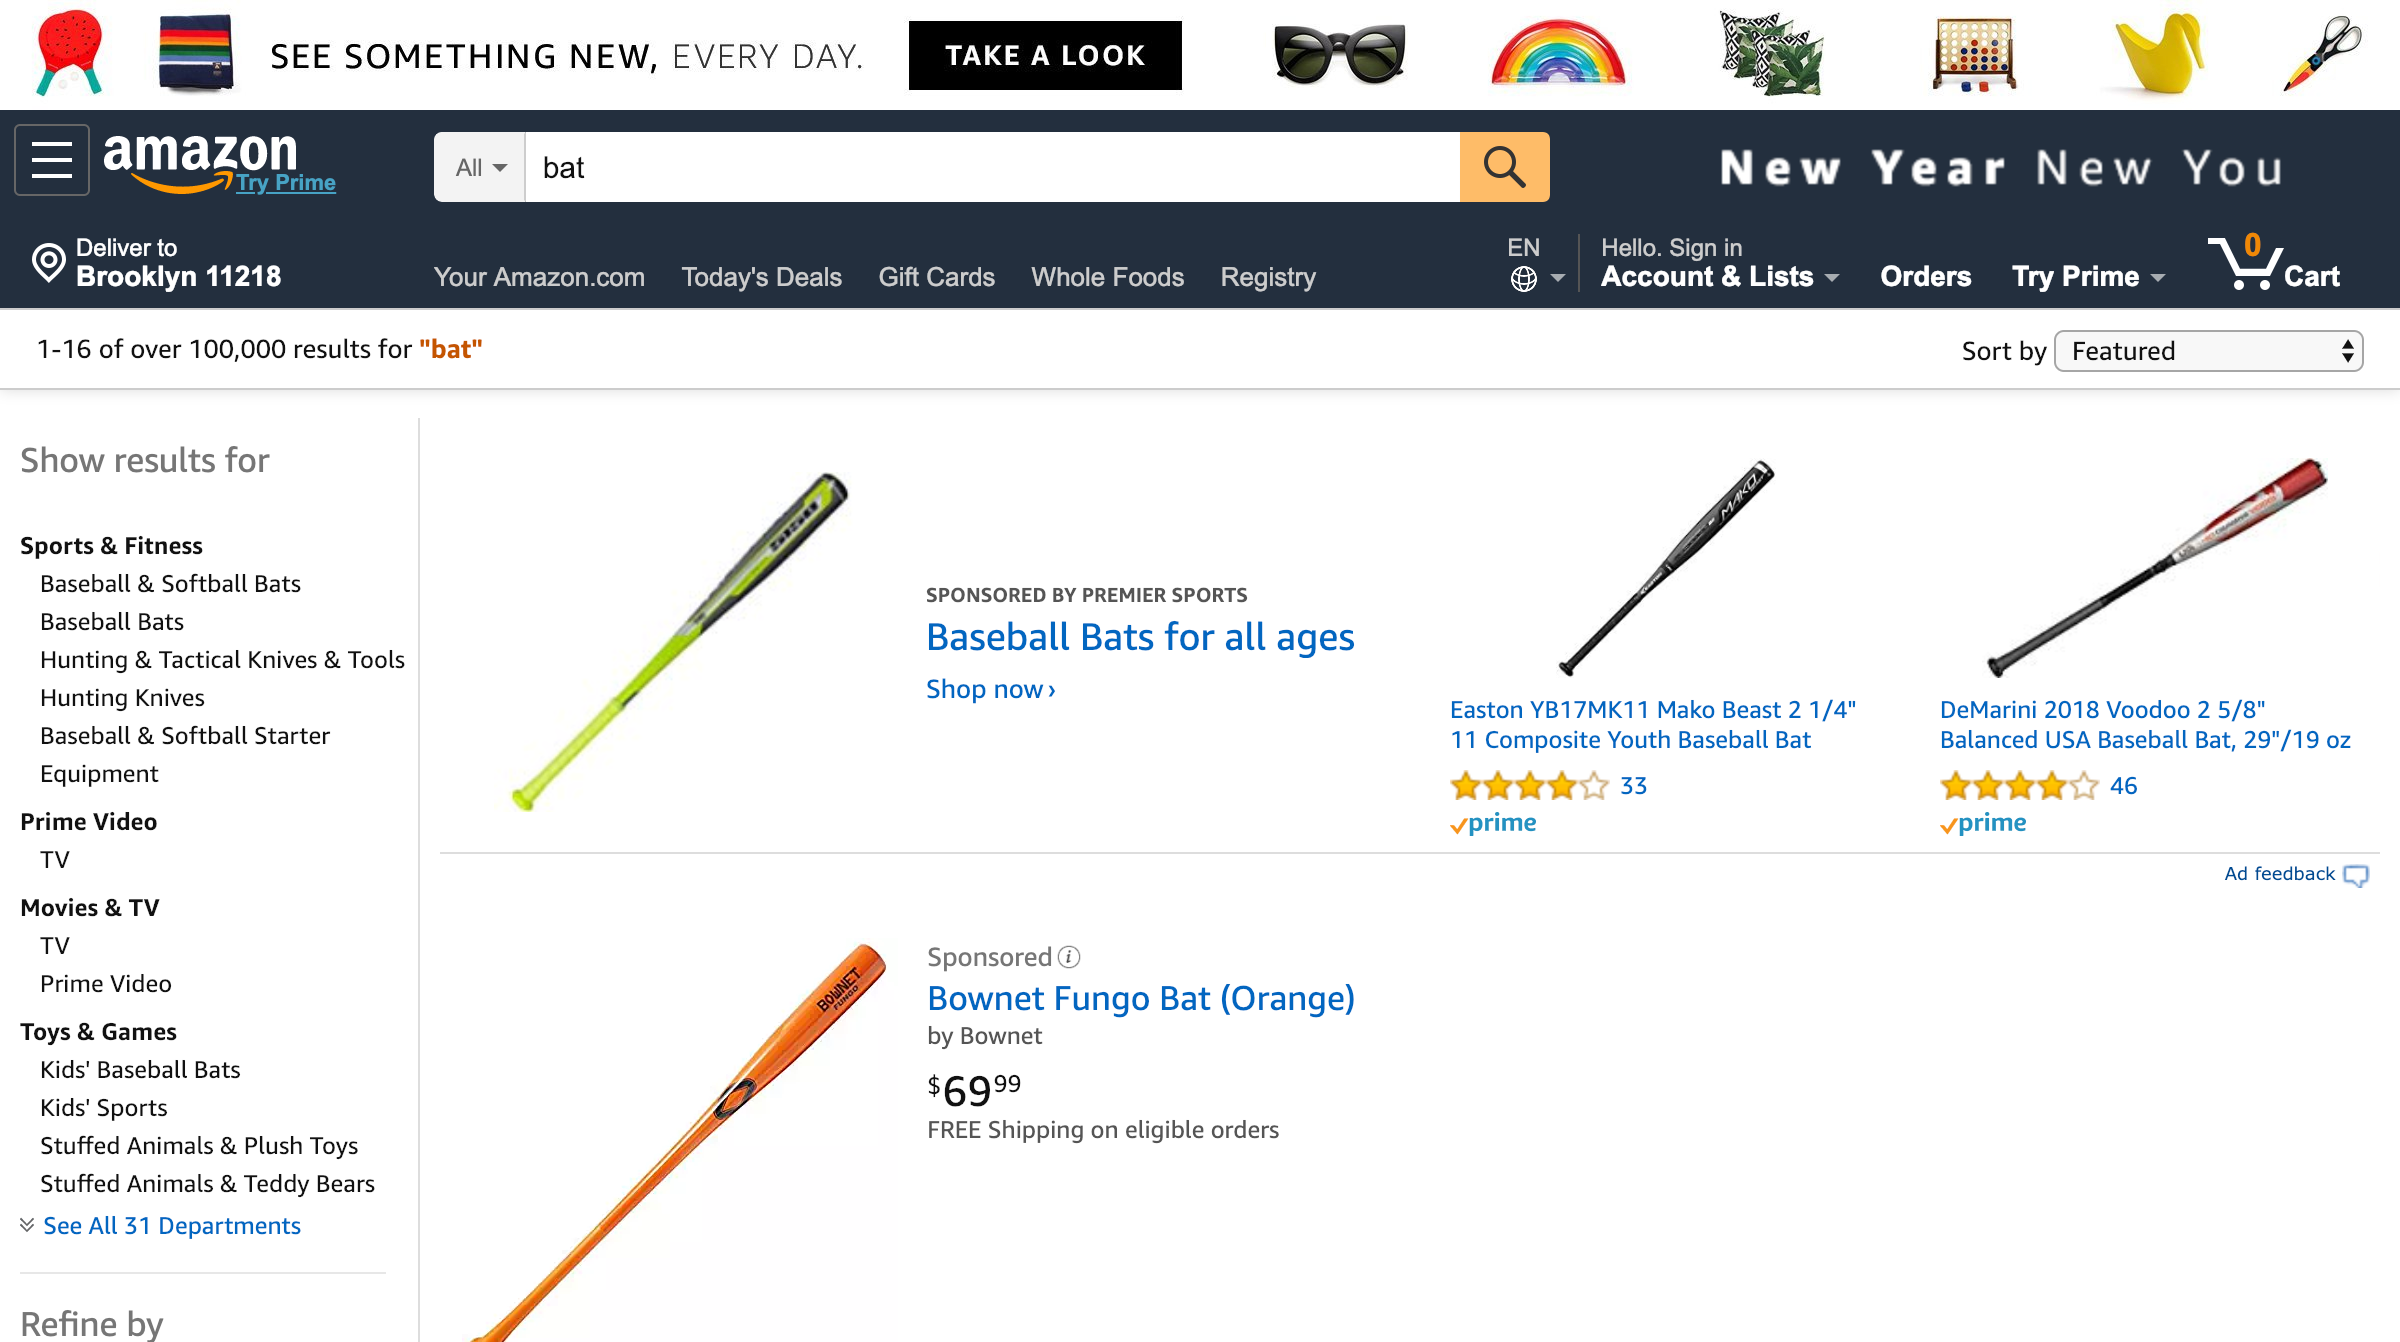 SEE SOMETHING NEW, EVERY DAY. TAKE A LOOK
amazon
Try Prime
All
bat
New Year New You
Deliver to
Brooklyn 11218
Your Amazon.com Today's Deals Gift Cards Whole Foods Registry
EN
Hello. Sign in
Account & Lists
Orders
Try Prime
0
Cart
1-16 of over 100,000 results for "bat"
Sort by Featured
Show results for
Sports & Fitness
Baseball & Softball Bats
Baseball Bats
Hunting & Tactical Knives & Tools
Hunting Knives
Baseball & Softball Starter
Equipment
Prime Video
TV
Movies & TV
TV
Prime Video
Toys & Games
Kids' Baseball Bats
Kids' Sports
Stuffed Animals & Plush Toys
Stuffed Animals & Teddy Bears
See All 31 Departments
Refine by
SPONSORED BY PREMIER SPORTS
Baseball Bats for all ages
Shop now ›
MAKO
Easton YB17MK11 Mako Beast 2 1/4"
11 Composite Youth Baseball Bat
33
prime
DeMarini 2018 Voodoo 2 5/8"
Balanced USA Baseball Bat, 29"/19 oz
46
prime
Ad feedback
BOWNET
FUNGO
Sponsored
Bownet Fungo Bat (Orange)
by Bownet
$69.99
FREE Shipping on eligible orders